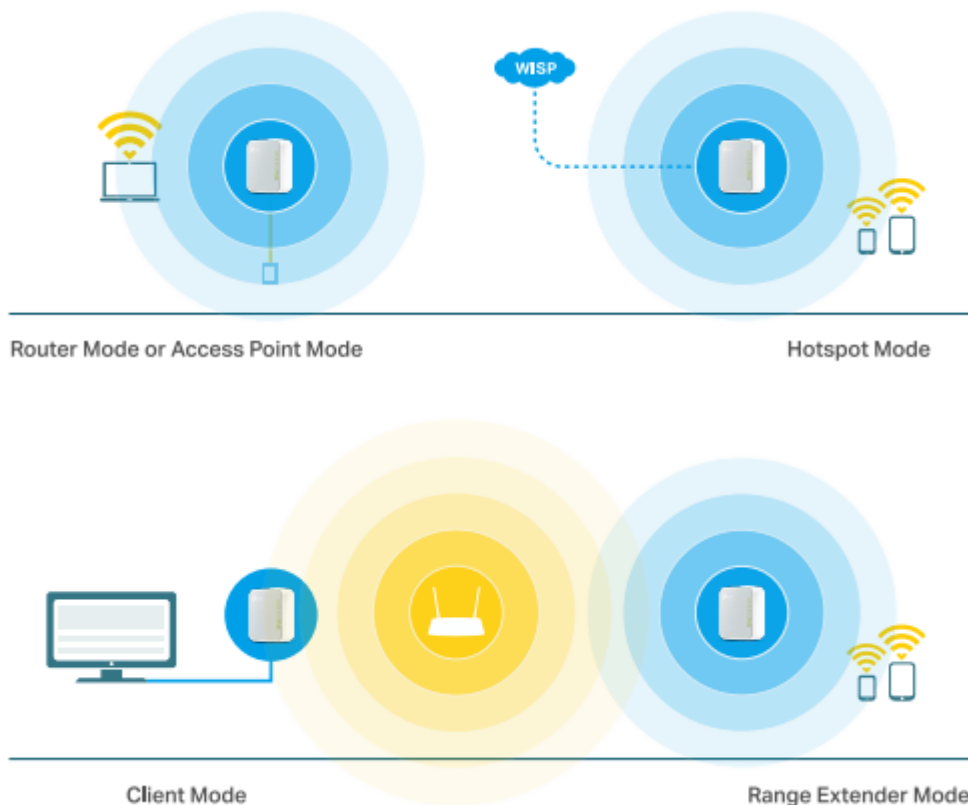 WISP
Router Mode or Access Point Mode
Hotspot Mode
Client Mode
Range Extender Mode